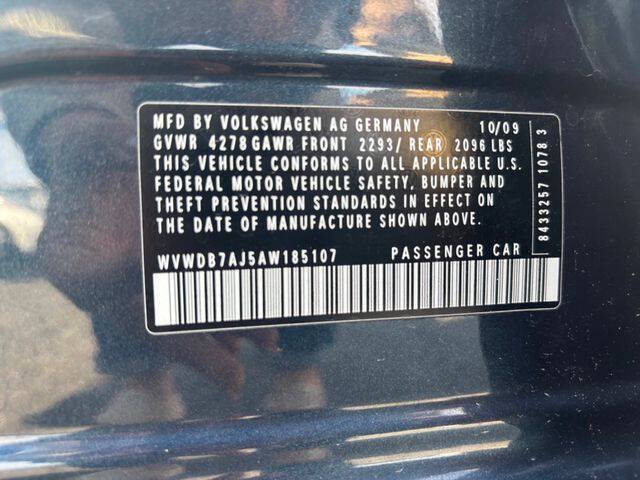 MFD BY VOLKSWAGEN AG GERMANY 10/09
GVWR 4278 GAWR FRONT 2293/ REAR 2096 LBS
THIS VEHICLE CONFORMS TO ALL APPLICABLE U.S.
FEDERAL MOTOR VEHICLE SAFETY, BUMPER AND
THEFT PREVENTION STANDARDS IN EFFECT ON
THE DATE OF MANUFACTURE SHOWN ABOVE.
WVWDB7AJ5AW185107 PASSENGER CAR
8433257 1078 3